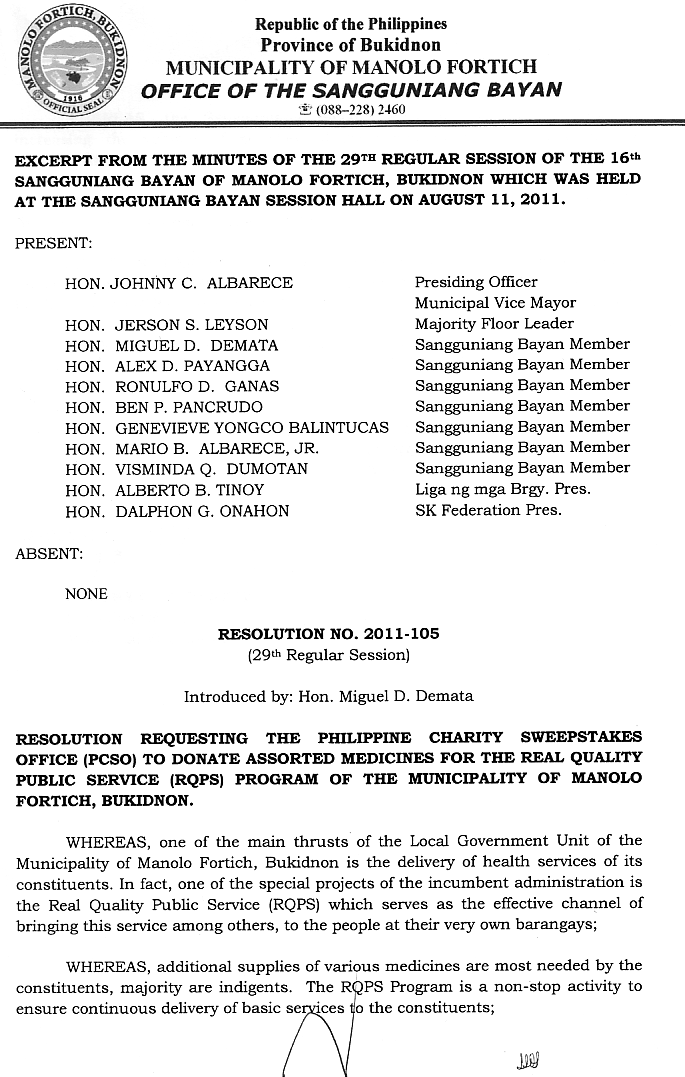 MANOLO FORTICH, BUKIDNON
1916
OFFICIAL SEAL
Republic of the Philippines
Province of Bukidnon
MUNICIPALITY OF MANOLO FORTICH
OFFICE OF THE SANGGUNIANG BAYAN
☏ (088–228) 2460
EXCERPT FROM THE MINUTES OF THE 29TH REGULAR SESSION OF THE 16th
SANGGUNIANG BAYAN OF MANOLO FORTICH, BUKIDNON WHICH WAS HELD
AT THE SANGGUNIANG BAYAN SESSION HALL ON AUGUST 11, 2011.
PRESENT:
HON. JOHNNY C. ALBARECE Presiding Officer
Municipal Vice Mayor
HON. JERSON S. LEYSON Majority Floor Leader
HON. MIGUEL D. DEMATA Sangguniang Bayan Member
HON. ALEX D. PAYANGGA Sangguniang Bayan Member
HON. RONULFO D. GANAS Sangguniang Bayan Member
HON. BEN P. PANCRUDO Sangguniang Bayan Member
HON. GENEVIEVE YONGCO BALINTUCAS Sangguniang Bayan Member
HON. MARIO B. ALBARECE, JR. Sangguniang Bayan Member
HON. VISMINDA Q. DUMOTAN Sangguniang Bayan Member
HON. ALBERTO B. TINOY Liga ng mga Brgy. Pres.
HON. DALPHON G. ONAHON SK Federation Pres.
ABSENT:
NONE
RESOLUTION NO. 2011-105
(29th Regular Session)
Introduced by: Hon. Miguel D. Demata
RESOLUTION REQUESTING THE PHILIPPINE CHARITY SWEEPSTAKES
OFFICE (PCSO) TO DONATE ASSORTED MEDICINES FOR THE REAL QUALITY
PUBLIC SERVICE (RQPS) PROGRAM OF THE MUNICIPALITY OF MANOLO
FORTICH, BUKIDNON.
WHEREAS, one of the main thrusts of the Local Government Unit of the
Municipality of Manolo Fortich, Bukidnon is the delivery of health services of its
constituents. In fact, one of the special projects of the incumbent administration is
the Real Quality Public Service (RQPS) which serves as the effective channel of
bringing this service among others, to the people at their very own barangays;
WHEREAS, additional supplies of various medicines are most needed by the
constituents, majority are indigents. The RQPS Program is a non-stop activity to
ensure continuous delivery of basic services to the constituents;